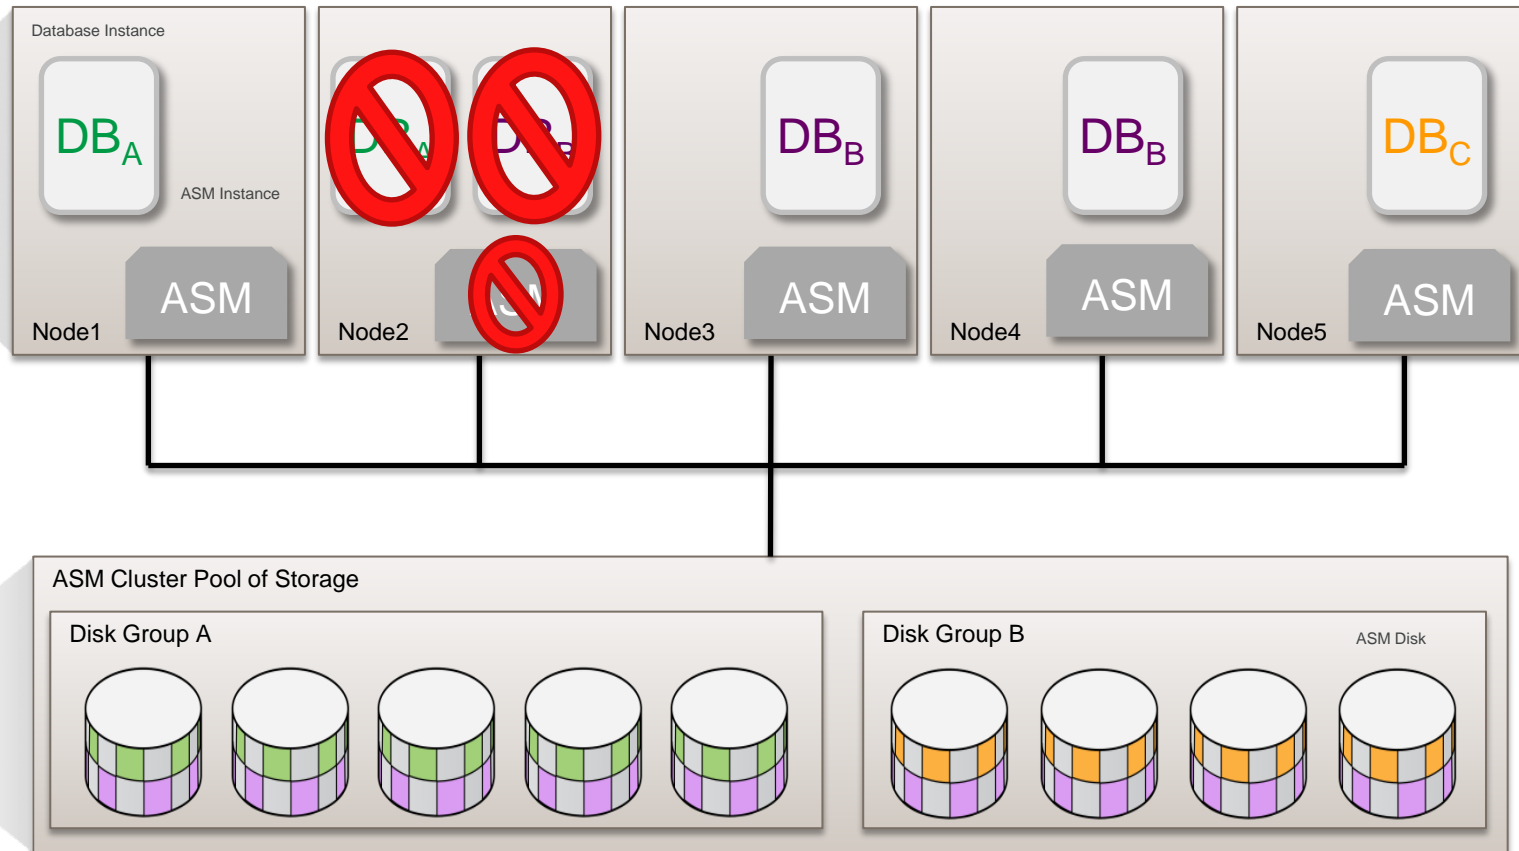 Database Instance
DBA
DBB
DBB
DBC
ASM Instance
ASM
ASM
ASM
ASM
Node1
Node2
Node3
Node4
Node5
ASM Cluster Pool of Storage
Disk Group A
Disk Group B
ASM Disk